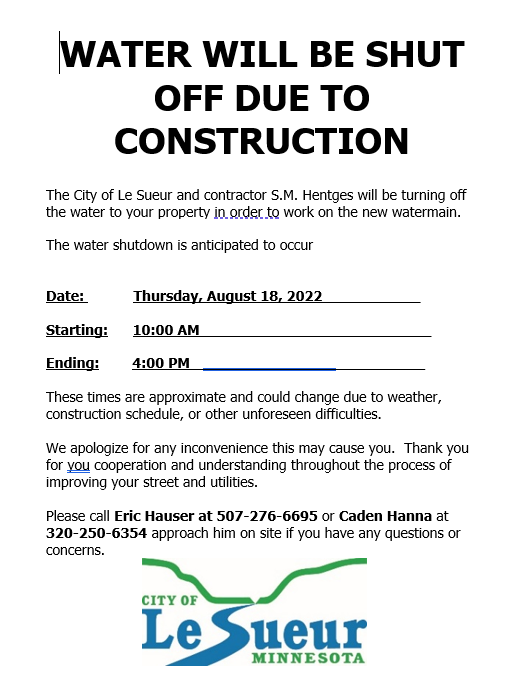 WATER WILL BE SHUT
OFF DUE TO
CONSTRUCTION
The City of Le Sueur and contractor S.M. Hentges will be turning off
the water to your property in order to work on the new watermain.
The water shutdown is anticipated to occur
Date: Thursday, August 18, 2022
Starting: 10:00 AM
Ending: 4:00 PM
These times are approximate and could change due to weather,
construction schedule, or other unforeseen difficulties.
We apologize for any inconvenience this may cause you. Thank you
for you cooperation and understanding throughout the process of
improving your street and utilities.
Please call Eric Hauser at 507-276-6695 or Caden Hanna at
320-250-6354 approach him on site if you have any questions or
concerns.
CITY OF
Le Sueur
MINNESOTA